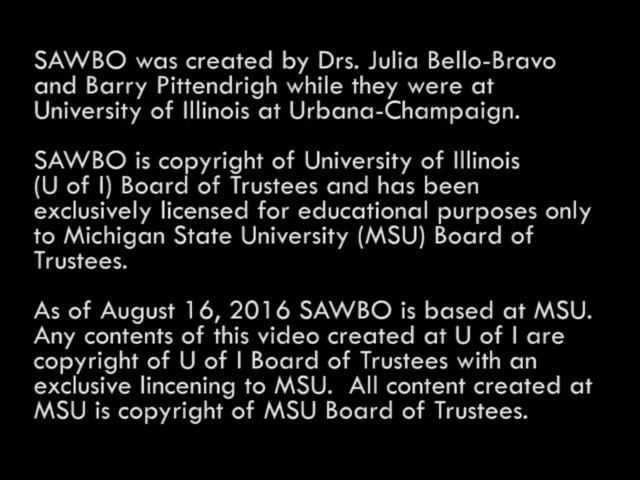 SAWBO was created by Drs. Julia Bello-Bravo
and Barry Pittendrigh while they were at
University of Illinois at Urbana-Champaign.
SAWBO is copyright of University of Illinois
(U of I) Board of Trustees and has been
exclusively licensed for educational purposes only
to Michigan State University (MSU) Board of
Trustees.
As of August 16, 2016 SAWBO is based at MSU.
Any contents of this video created at U of I are
copyright of U of I Board of Trustees with an
exclusive lincening to MSU.  All content created at
MSU is copyright of MSU Board of Trustees.